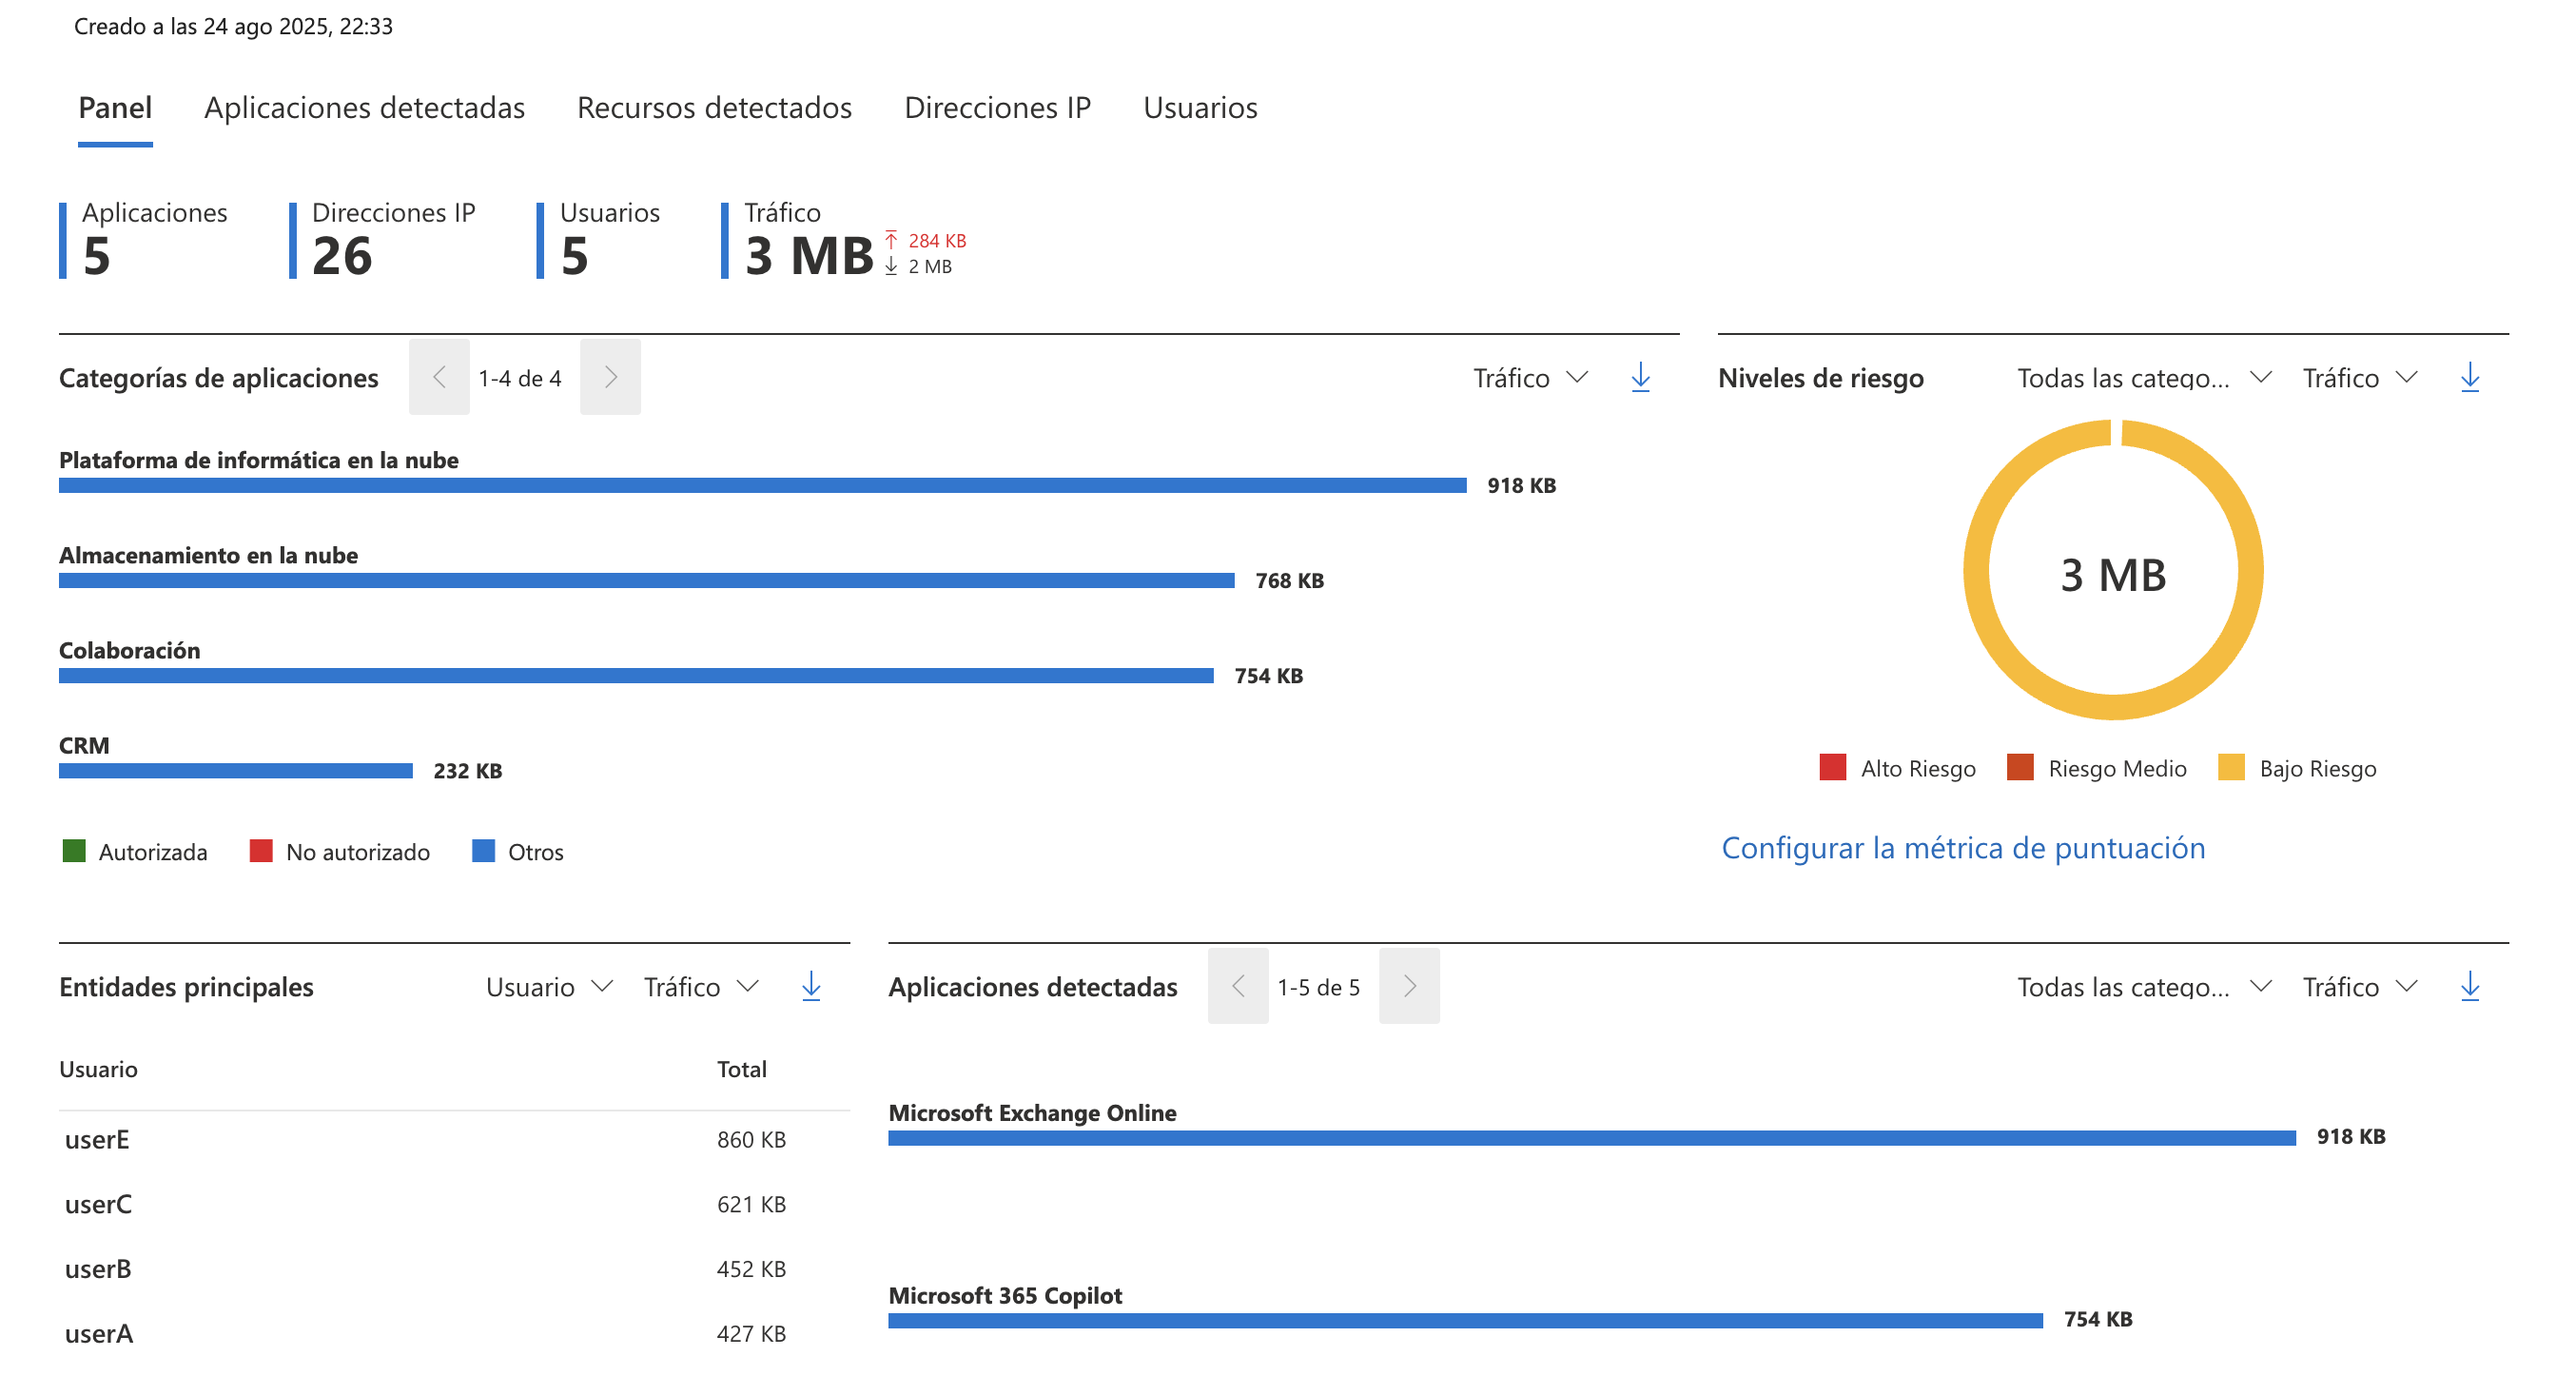 Creado a las 24 ago 2025, 22:33
Panel Aplicaciones detectadas Recursos detectados Direcciones IP Usuarios
Aplicaciones
5
Direcciones IP
26
Usuarios
5
Tráfico
3 MB
284 KB
2 MB
Categorías de aplicaciones 1-4 de 4 Tráfico
Plataforma de informática en la nube
918 KB
Almacenamiento en la nube
768 KB
Colaboración
754 KB
CRM
232 KB
Autorizada No autorizado Otros
Niveles de riesgo Todas las catego... Tráfico
3 MB
Alto Riesgo Riesgo Medio Bajo Riesgo
Configurar la métrica de puntuación
Entidades principales Usuario Tráfico
Usuario Total
userE 860 KB
userC 621 KB
userB 452 KB
userA 427 KB
Aplicaciones detectadas 1-5 de 5 Todas las catego... Tráfico
Microsoft Exchange Online
918 KB
Microsoft 365 Copilot
754 KB